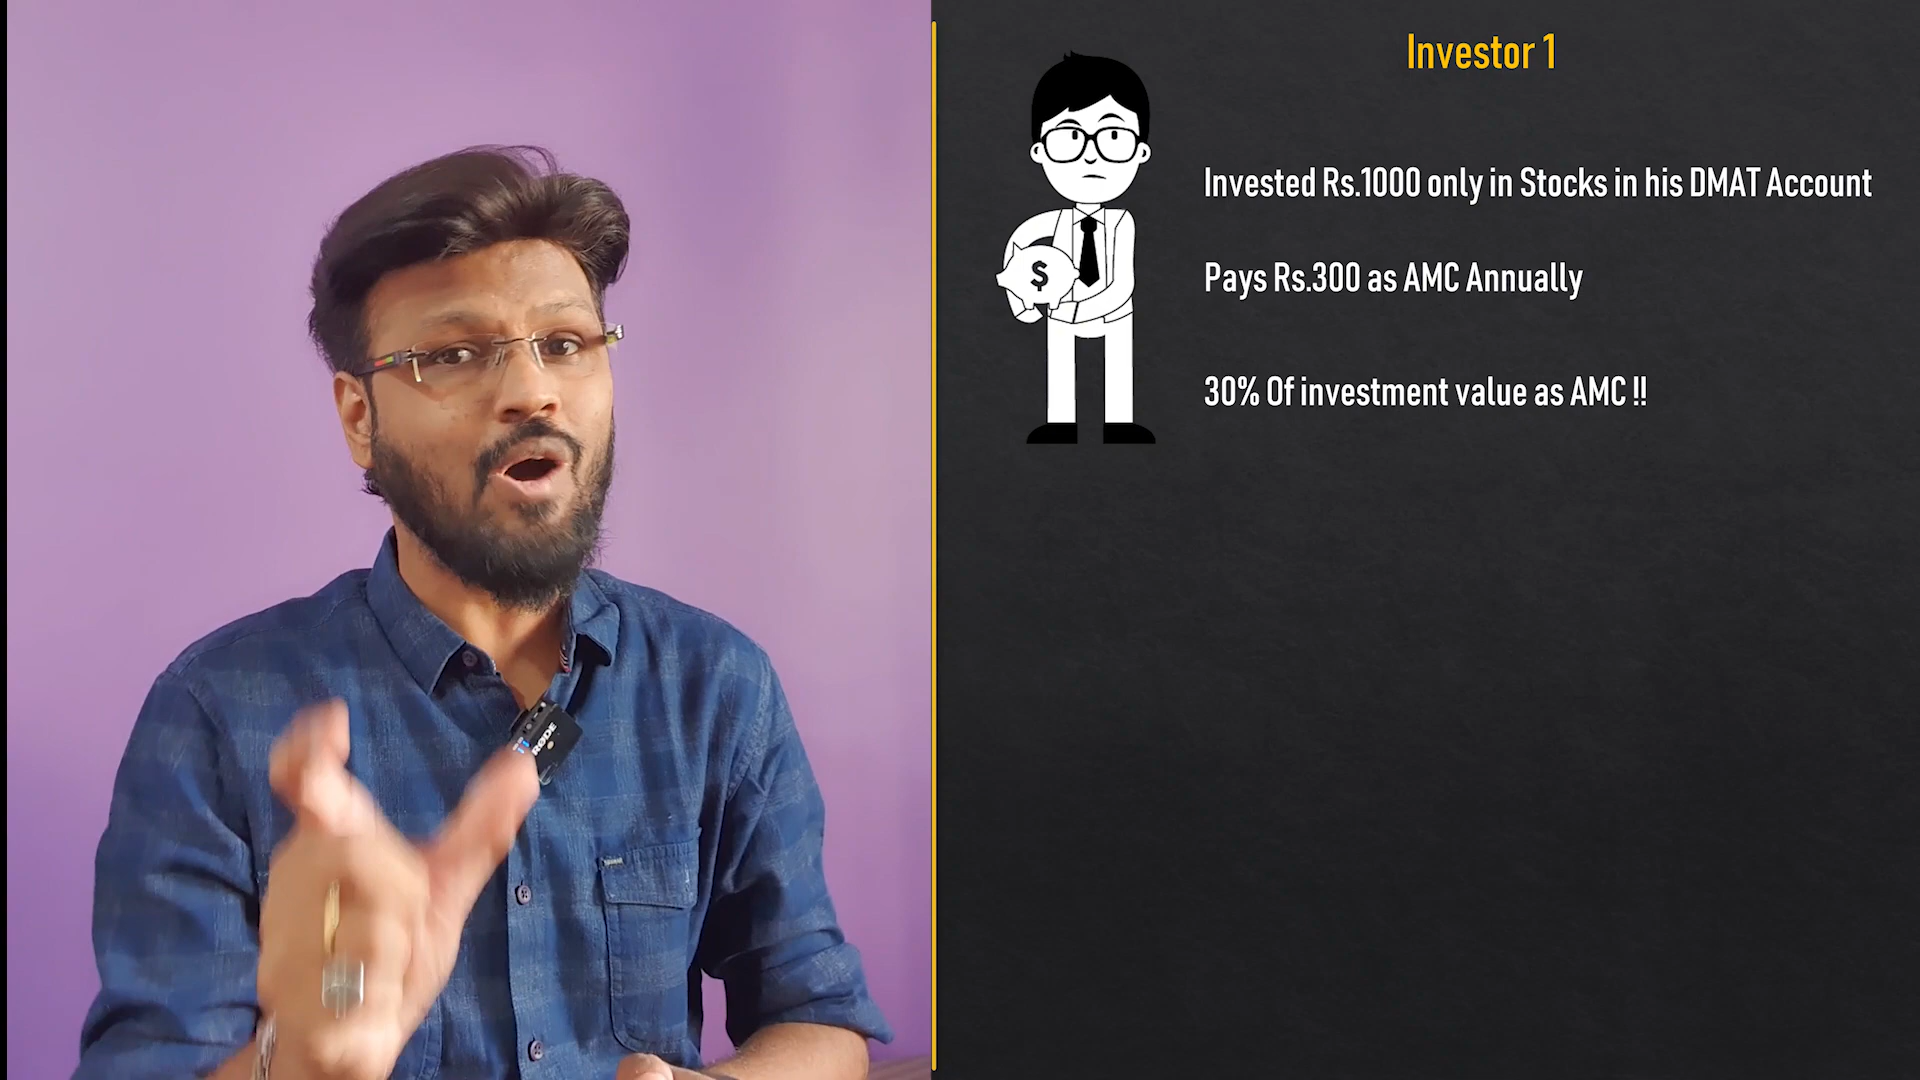 Investor 1
Invested Rs.1000 only in Stocks in his DMAT Account
$
Pays Rs.300 as AMC Annually
30% Of investment value as AMC !!
RØDE